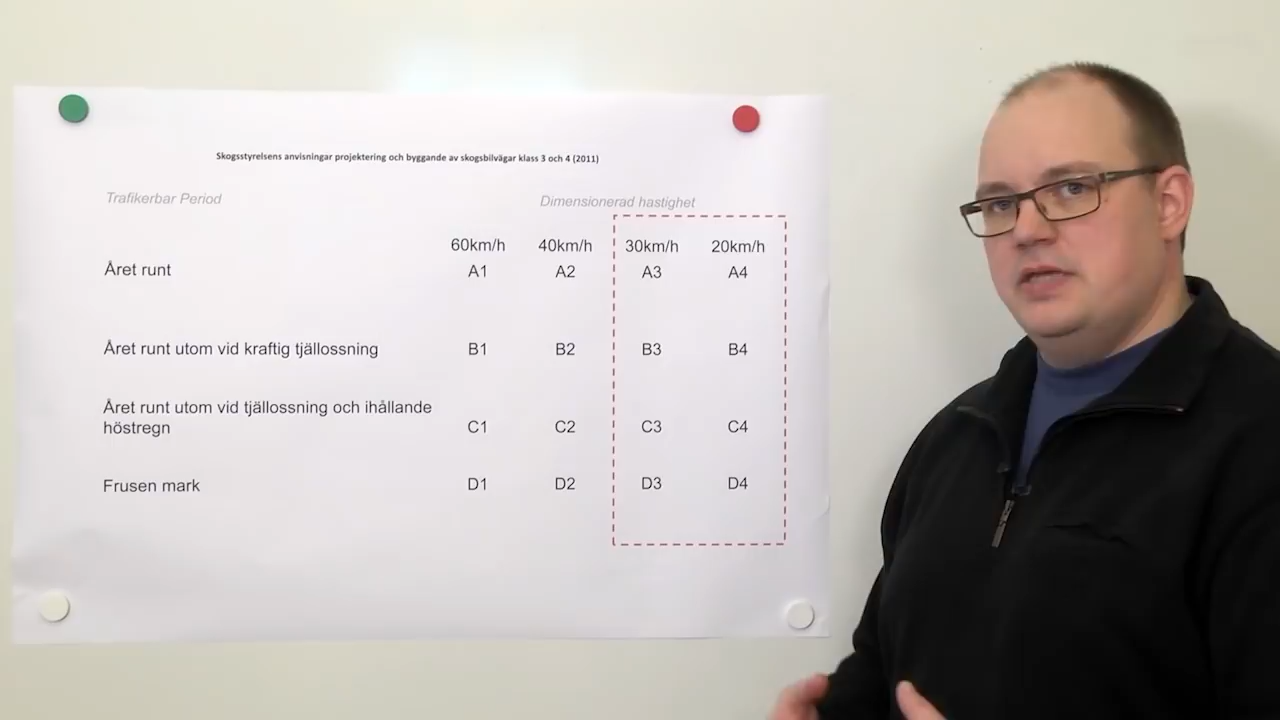 Skogsstyrelsens anvisningar projektering och byggande av skogsbilvägar klass 3 och 4 (2011)
Trafikerbar Period Dimensionerad hastighet
60km/h 40km/h 30km/h 20km/h
Året runt A1 A2 A3 A4
Året runt utom vid kraftig tjällossning B1 B2 B3 B4
Året runt utom vid tjällossning och ihållande
höstregn C1 C2 C3 C4
Frusen mark D1 D2 D3 D4